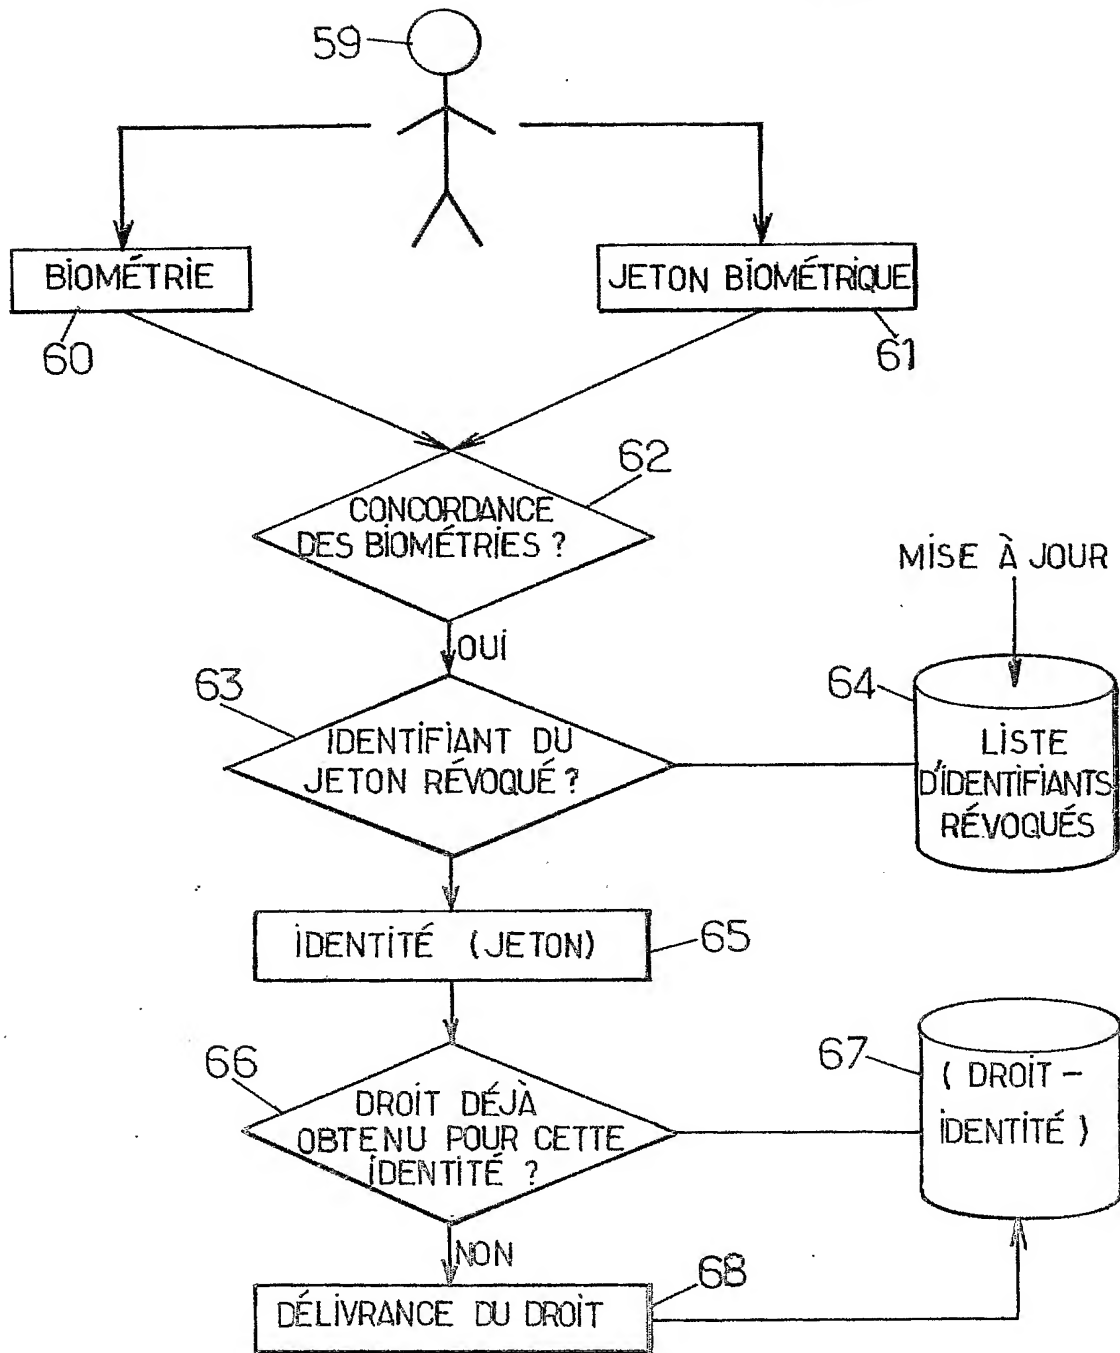 59
BIOMÉTRIE
JETON BIOMÉTRIQUE
60
61
62
CONCORDANCE
DES BIOMÉTRIES ?
MISE À JOUR
OUI
63
64
IDENTIFIANT DU
JETON RÉVOQUÉ ?
LISTE
D'IDENTIFIANTS
RÉVOQUÉS
IDENTITÉ (JETON)
65
66
67
DROIT DÉJÀ
OBTENU POUR CETTE
IDENTITÉ ?
( DROIT -
IDENTITÉ )
NON
68
DÉLIVRANCE DU DROIT